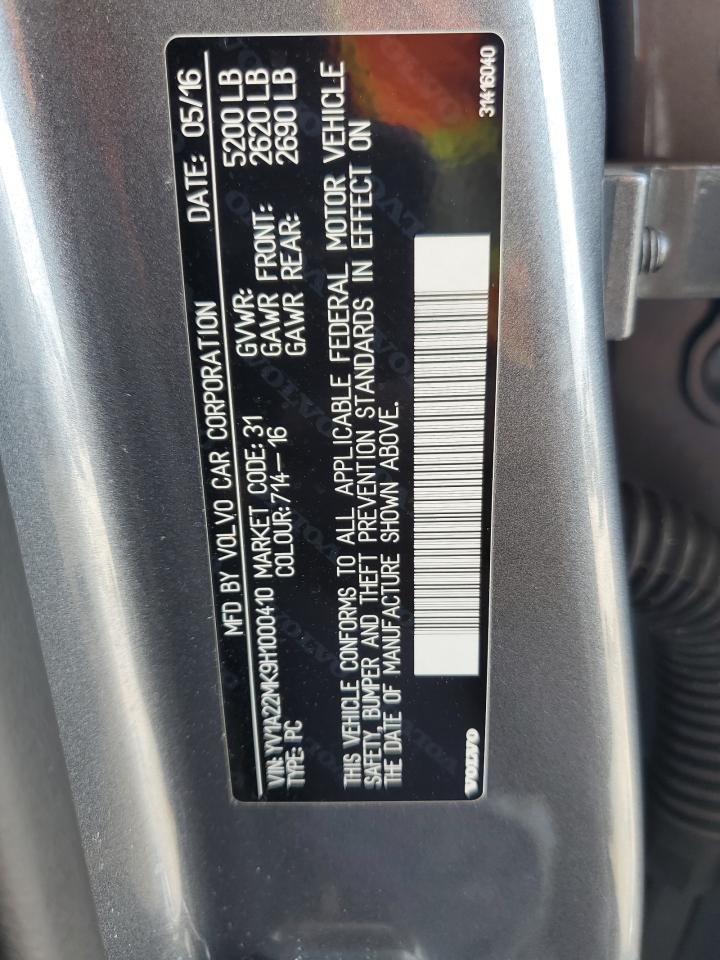 MFD BY VOLVO CAR CORPORATION DATE: 05/16
VIN: YV1A22MK9H1000410 MARKET CODE: 31 GVWR: 5200 LB
TYPE: PC COLOUR: 714-16 GAWR FRONT: 2620 LB
GAWR REAR: 2690 LB
THIS VEHICLE CONFORMS TO ALL APPLICABLE FEDERAL MOTOR VEHICLE
SAFETY, BUMPER AND THEFT PREVENTION STANDARDS IN EFFECT ON
THE DATE OF MANUFACTURE SHOWN ABOVE.
VOLVO 31416040